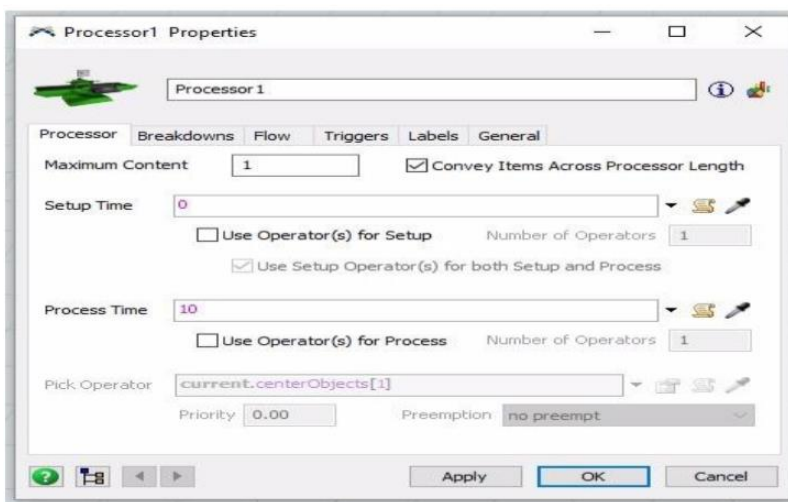 Processor1 Properties
Processor1
Processor Breakdowns Flow Triggers Labels General
Maximum Content 1 Convey Items Across Processor Length
Setup Time 0
Use Operator(s) for Setup Number of Operators 1
Use Setup Operator(s) for both Setup and Process
Process Time 10
Use Operator(s) for Process Number of Operators 1
Pick Operator current.centerObjects[1]
Priority 0.00 Preemption no preempt
Apply OK Cancel